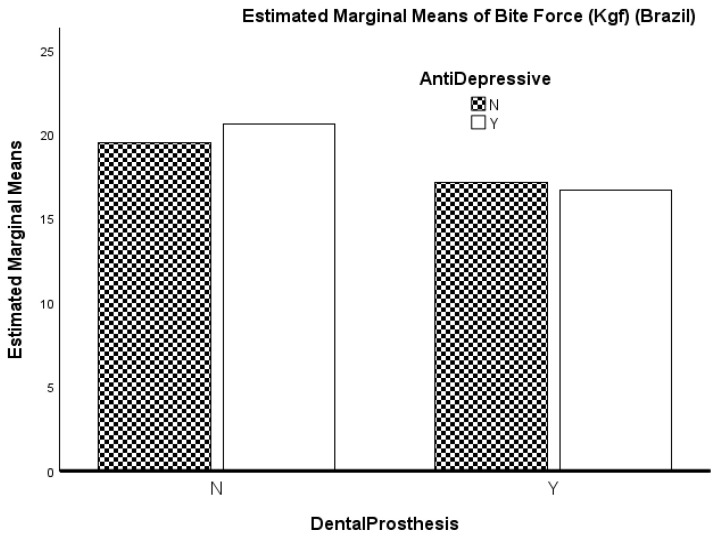 Estimated Marginal Means of Bite Force (Kgf) (Brazil)
AntiDepressive
N
Y
Estimated Marginal Means
25
20
15
10
5
0
N Y
DentalProsthesis